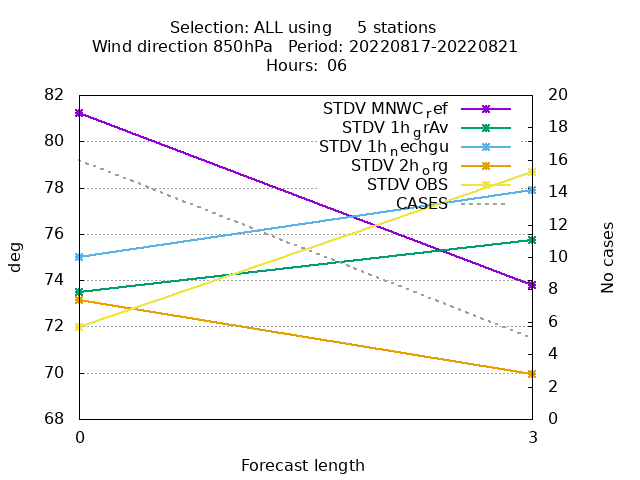 Selection: ALL using 5 stations
Wind direction 850hPa Period: 20220817-20220821
Hours: 06
82
80
78
76
74
72
70
68
20
18
16
14
12
10
8
6
4
2
0
STDV MNWC_ref
STDV 1h_grAv
STDV 1h_nechgu
STDV 2h_org
STDV OBS
CASES
deg
No cases
0
3
Forecast length